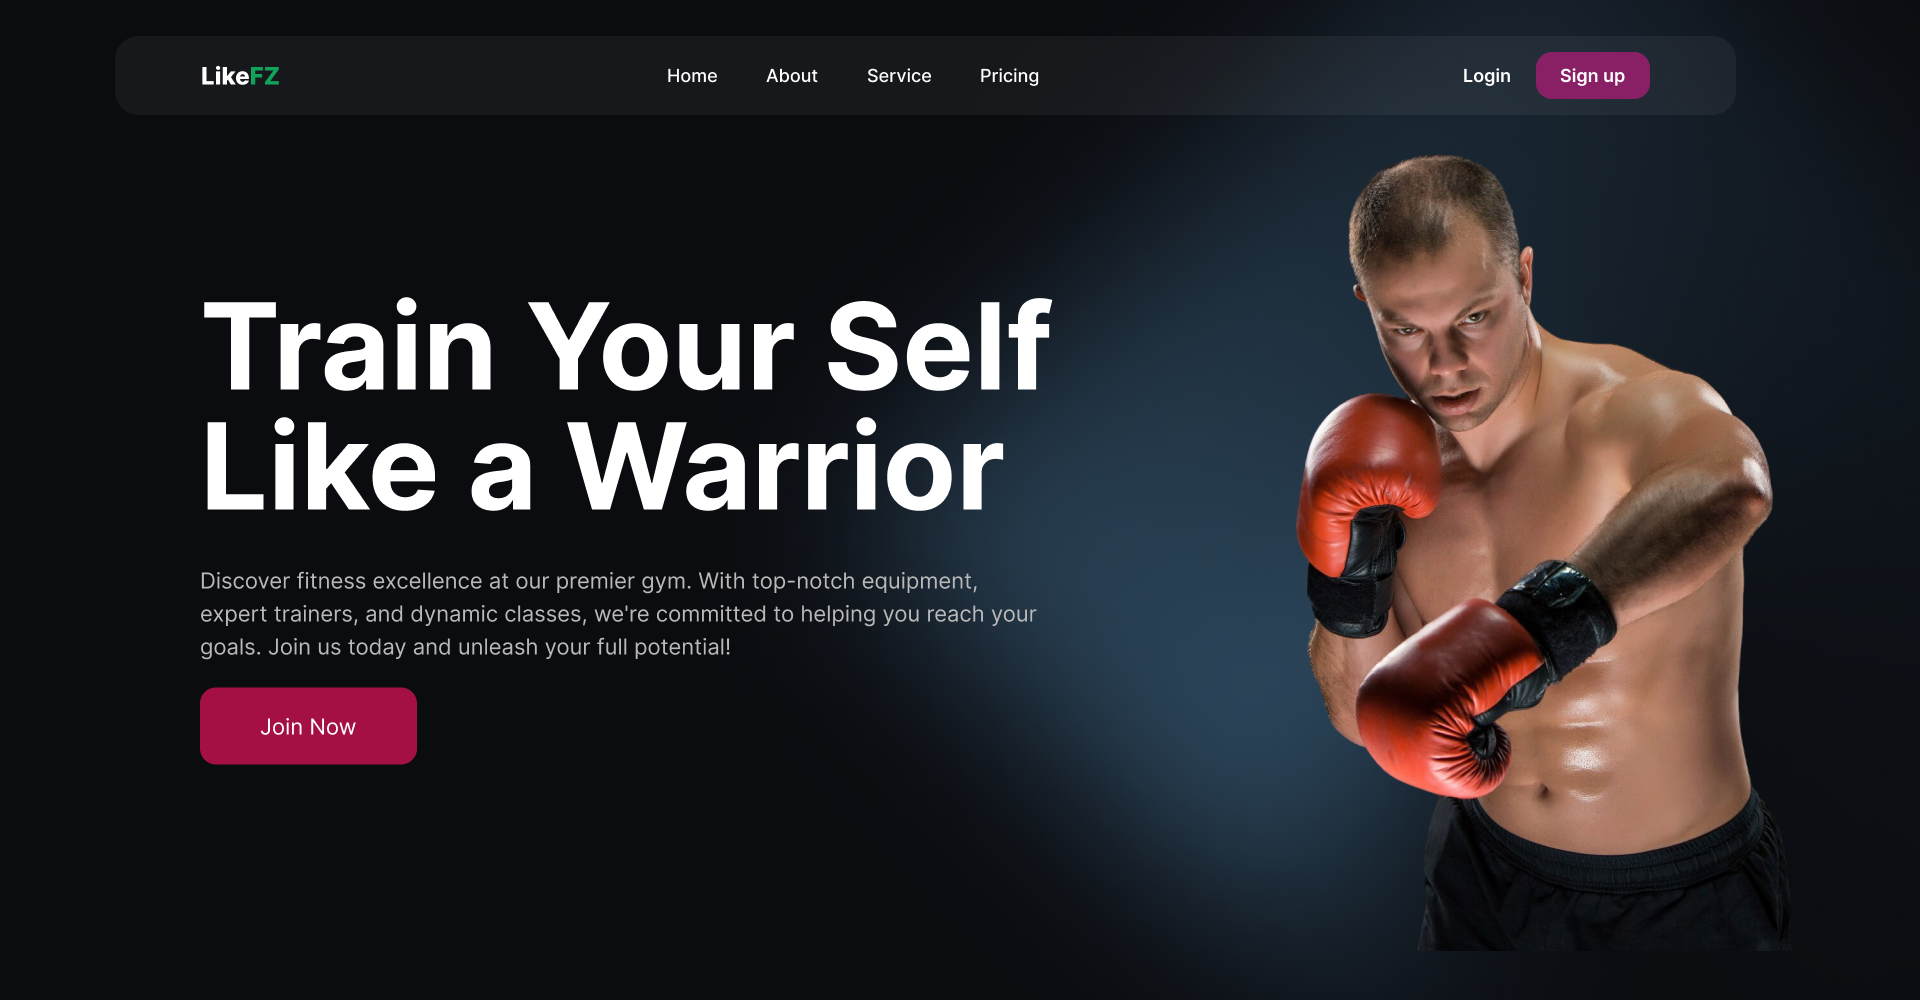 LikeFZ
Home About Service Pricing
Login Sign up
Train Your Self
Like a Warrior
Discover fitness excellence at our premier gym. With top-notch equipment,
expert trainers, and dynamic classes, we're committed to helping you reach your
goals. Join us today and unleash your full potential!
Join Now